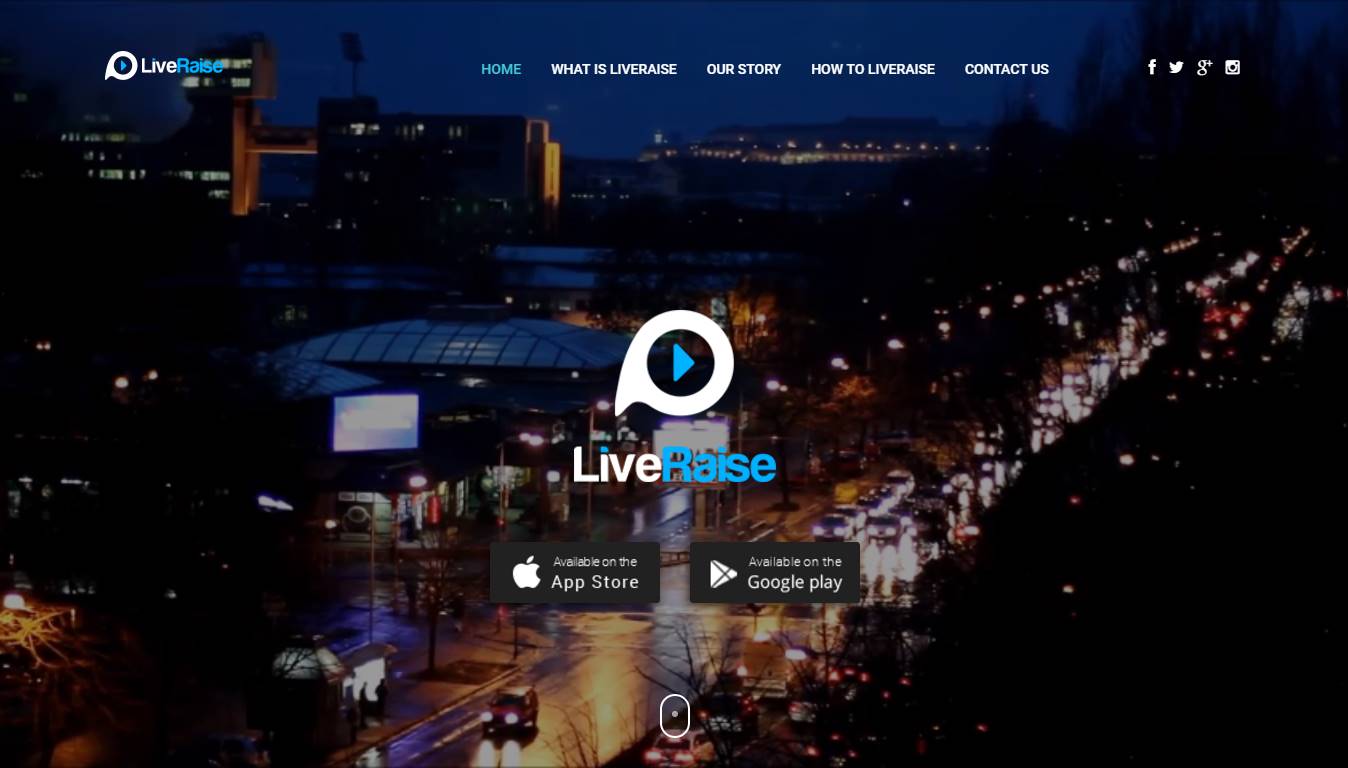 LiveRaise
HOME WHAT IS LIVERAISE OUR STORY HOW TO LIVERAISE CONTACT US
LiveRaise
Available on the
App Store
Available on the
Google play